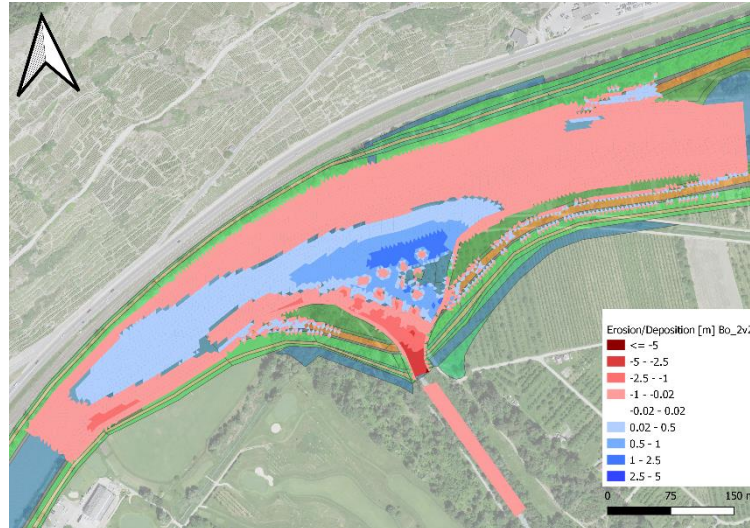 Erosion/Deposition [m] Bo_2v2
<= -5
-5 - -2.5
-2.5 - -1
-1 - -0.02
-0.02 - 0.02
0.02 - 0.5
0.5 - 1
1 - 2.5
2.5 - 5
0 75 150 m